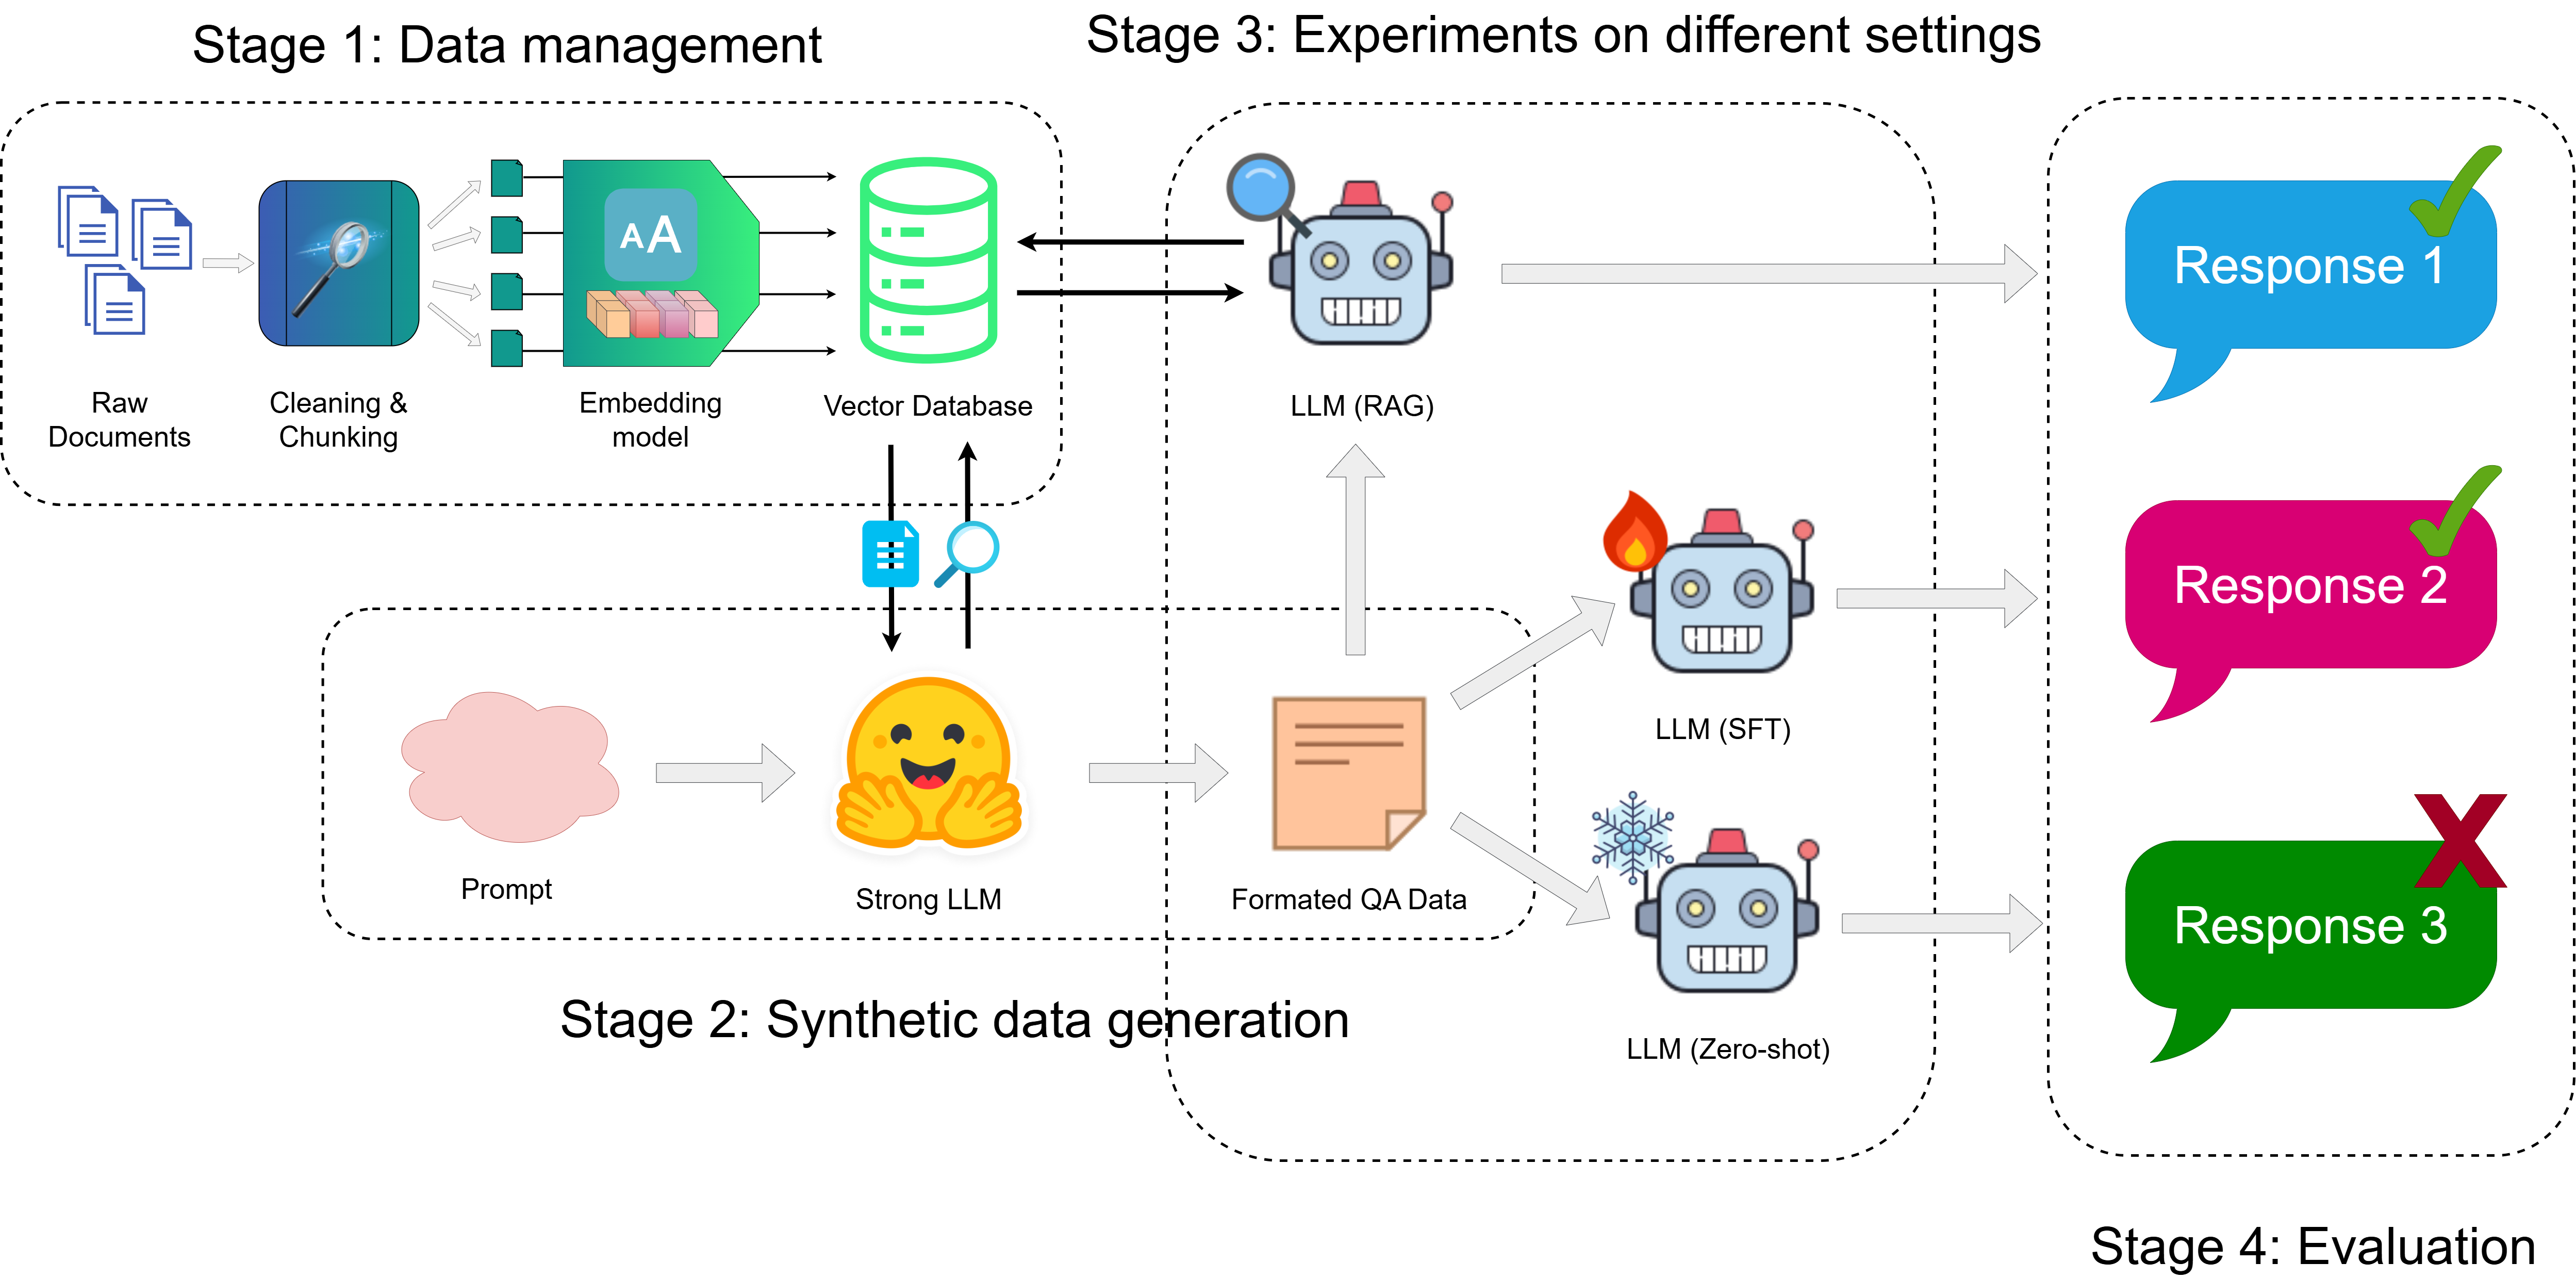 Stage 1: Data management
Stage 3: Experiments on different settings
AA
Raw
Documents
Cleaning &
Chunking
Embedding
model
Vector Database
LLM (RAG)
Response 1
LLM (SFT)
Response 2
Prompt
Strong LLM
Formated QA Data
LLM (Zero-shot)
Response 3
Stage 2: Synthetic data generation
Stage 4: Evaluation